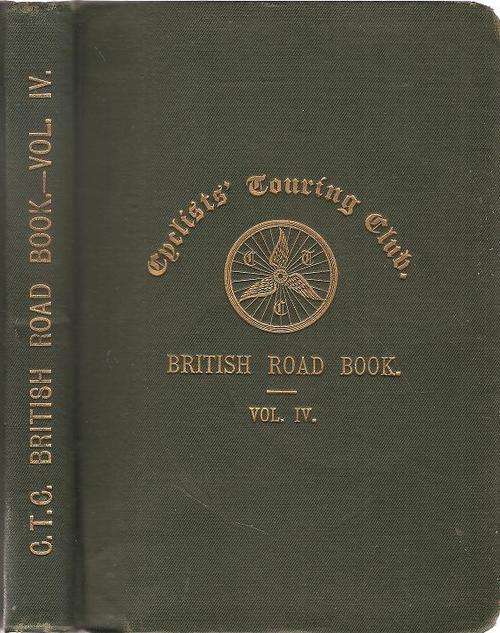 C.T.C. BRITISH ROAD BOOK.—VOL. IV.
Cyclists' Touring Club.
C T
C
BRITISH ROAD BOOK.
VOL. IV.